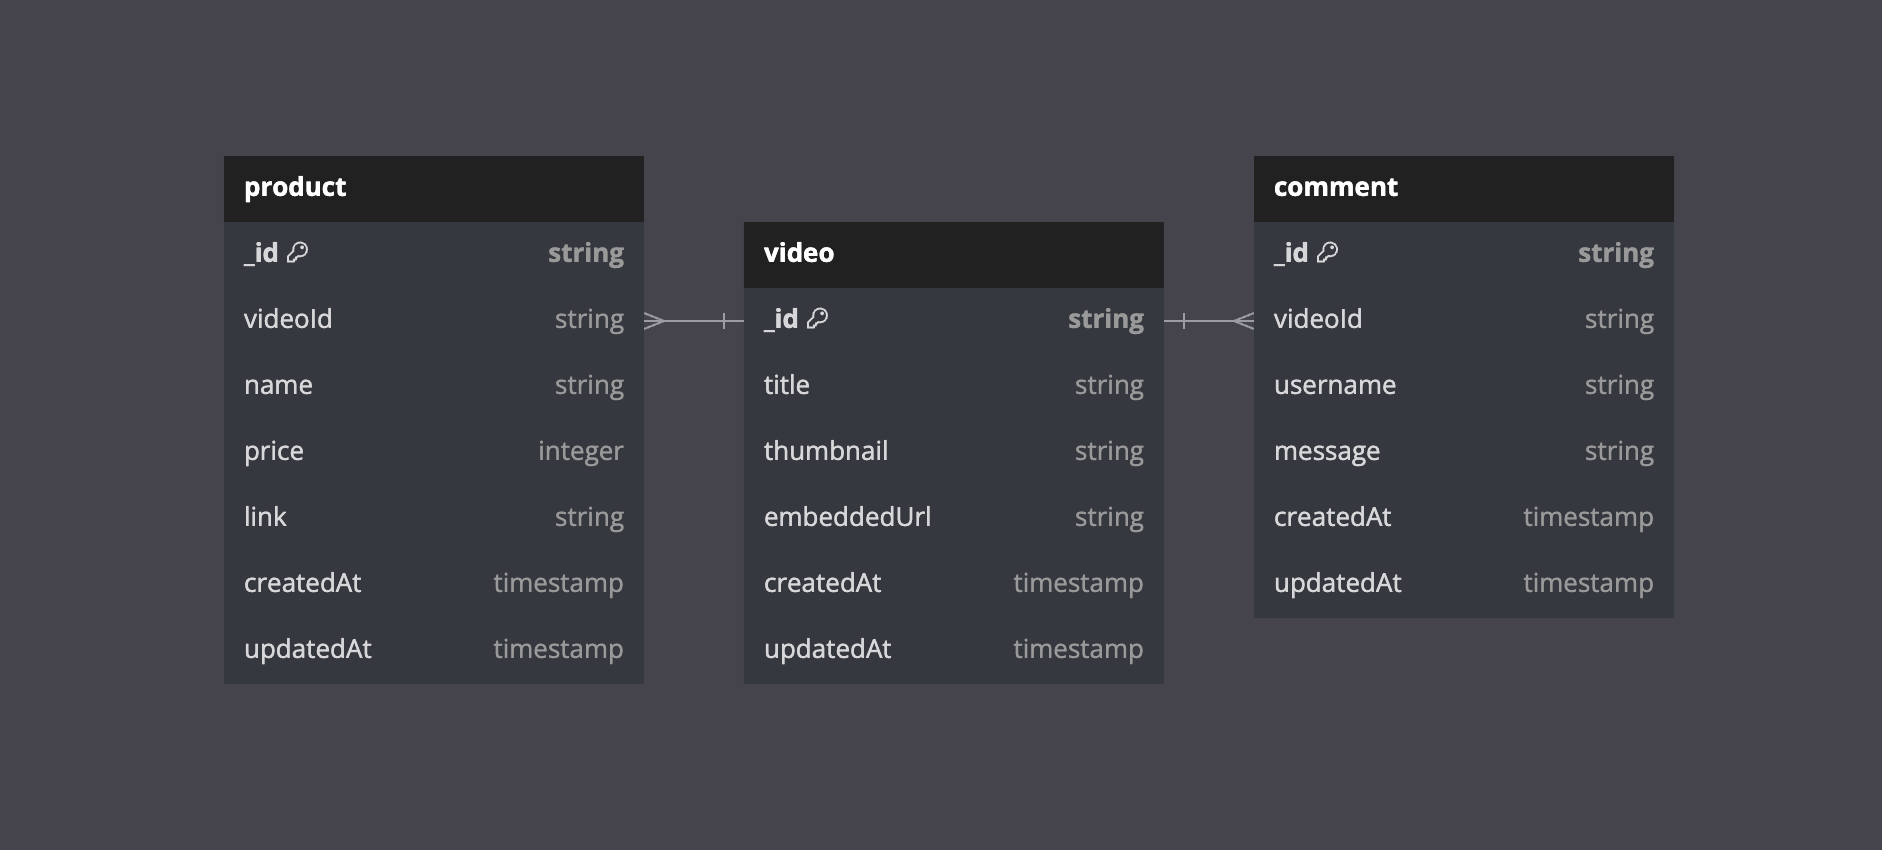 product
_id string
videoId string
name string
price integer
link string
createdAt timestamp
updatedAt timestamp
video
_id string
title string
thumbnail string
embeddedUrl string
createdAt timestamp
updatedAt timestamp
comment
_id string
videoId string
username string
message string
createdAt timestamp
updatedAt timestamp